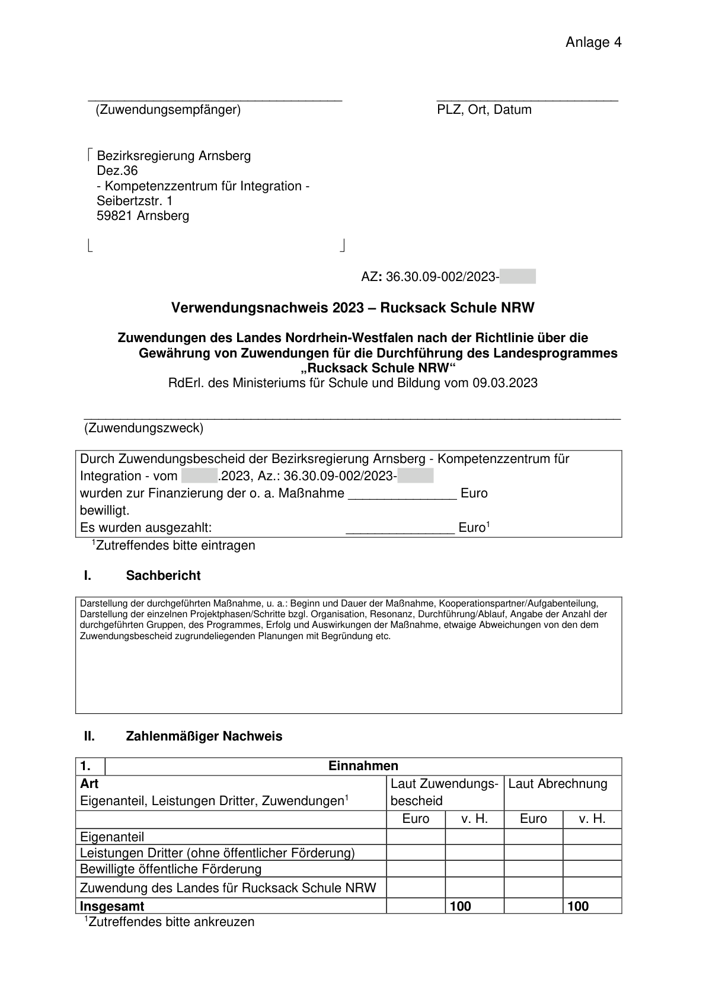 Anlage 4
(Zuwendungsempfänger) PLZ, Ort, Datum
Bezirksregierung Arnsberg
Dez.36
- Kompetenzzentrum für Integration -
Seibertzstr. 1
59821 Arnsberg
AZ: 36.30.09-002/2023-
Verwendungsnachweis 2023 – Rucksack Schule NRW
Zuwendungen des Landes Nordrhein-Westfalen nach der Richtlinie über die
Gewährung von Zuwendungen für die Durchführung des Landesprogrammes
„Rucksack Schule NRW“
RdErl. des Ministeriums für Schule und Bildung vom 09.03.2023
(Zuwendungszweck)
Durch Zuwendungsbescheid der Bezirksregierung Arnsberg - Kompetenzzentrum für
Integration - vom .2023, Az.: 36.30.09-002/2023-
wurden zur Finanzierung der o. a. Maßnahme _______________ Euro
bewilligt.
Es wurden ausgezahlt: _______________ Euro¹
¹Zutreffendes bitte eintragen
I. Sachbericht
Darstellung der durchgeführten Maßnahme, u. a.: Beginn und Dauer der Maßnahme, Kooperationspartner/Aufgabenteilung,
Darstellung der einzelnen Projektphasen/Schritte bzgl. Organisation, Resonanz, Durchführung/Ablauf, Angabe der Anzahl der
durchgeführten Gruppen, des Programmes, Erfolg und Auswirkungen der Maßnahme, etwaige Abweichungen von den dem
Zuwendungsbescheid zugrundeliegenden Planungen mit Begründung etc.
II. Zahlenmäßiger Nachweis
1. Einnahmen
Art
Eigenanteil, Leistungen Dritter, Zuwendungen¹
Laut Zuwendungs-
bescheid
Laut Abrechnung
Euro v. H. Euro v. H.
Eigenanteil
Leistungen Dritter (ohne öffentlicher Förderung)
Bewilligte öffentliche Förderung
Zuwendung des Landes für Rucksack Schule NRW
Insgesamt 100 100
¹Zutreffendes bitte ankreuzen